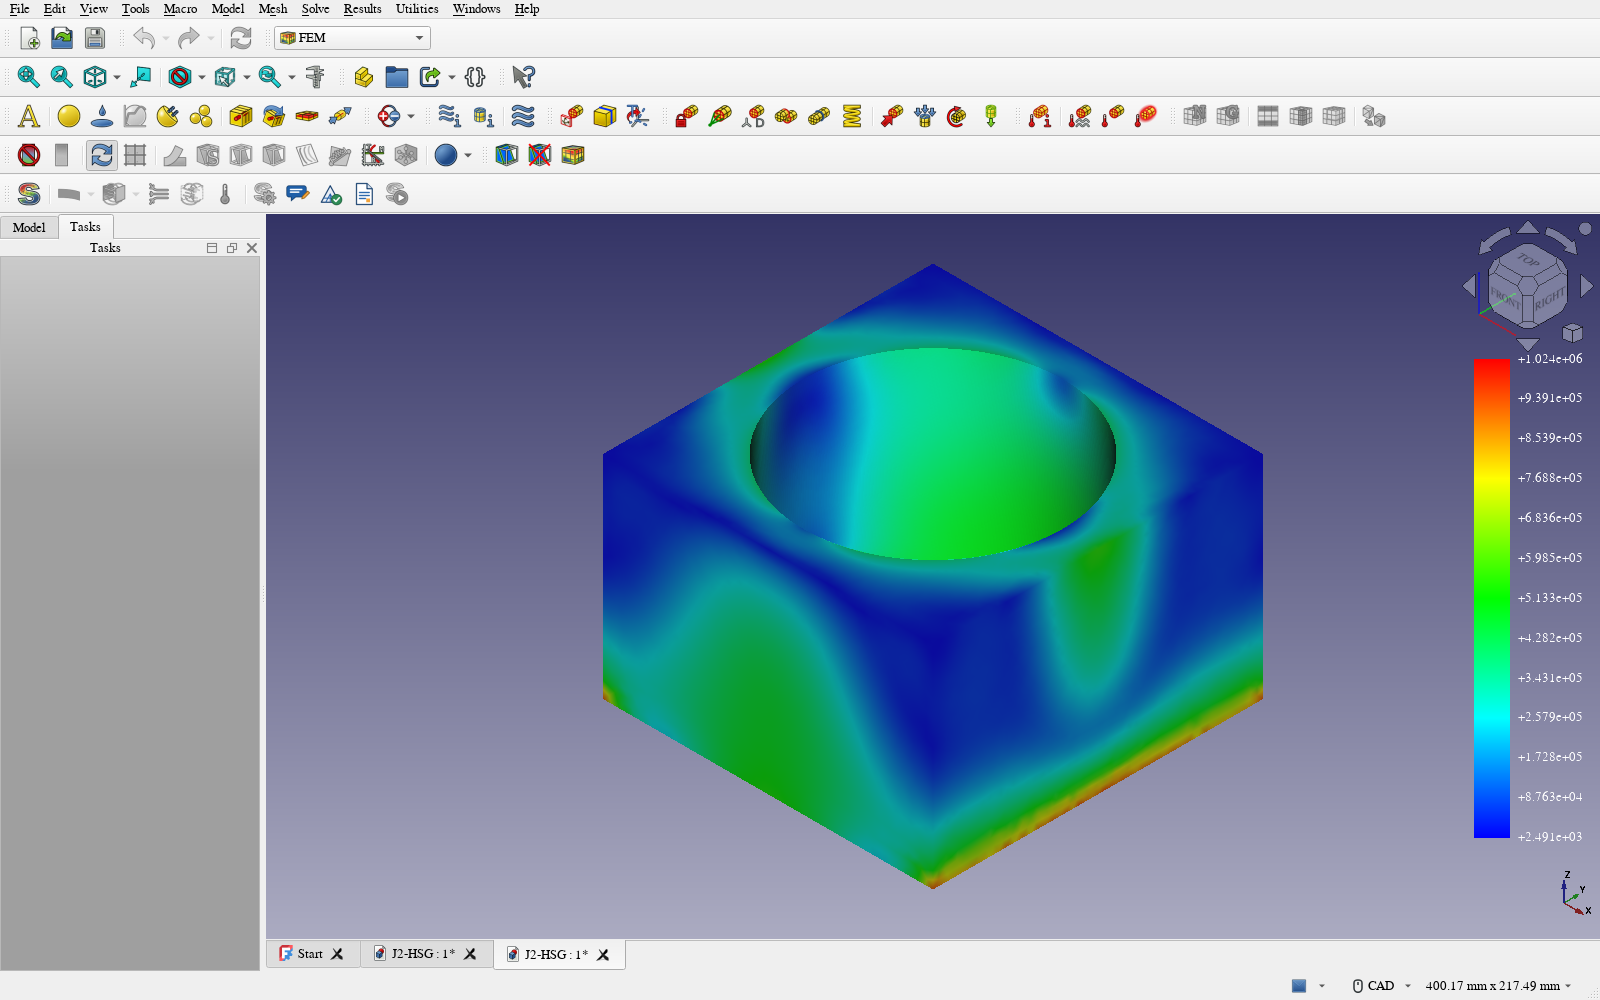 File Edit View Tools Macro Model Mesh Solve Results Utilities Windows Help
FEM
Model Tasks
Tasks
TOP
FRONT RIGHT
+1.024e+06
+9.391e+05
+8.539e+05
+7.688e+05
+6.836e+05
+5.985e+05
+5.133e+05
+4.282e+05
+3.431e+05
+2.579e+05
+1.728e+05
+8.763e+04
+2.491e+03
Z
Y
X
Start J2-HSG : 1* J2-HSG : 1*
CAD 400.17 mm x 217.49 mm